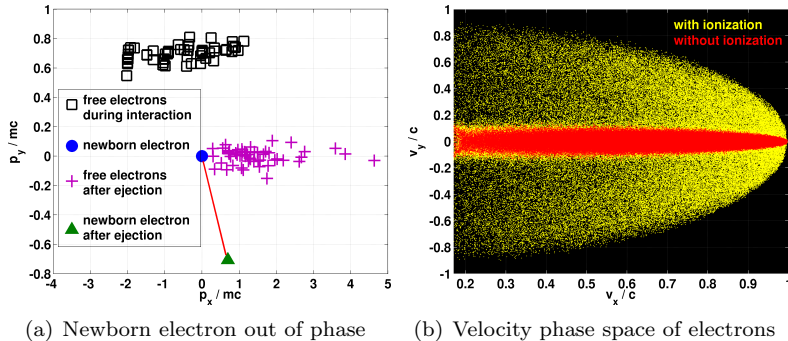 1
0.8
0.6
0.4
0.2
0
-0.2
-0.4
-0.6
-0.8
p_y / mc
free electrons
during interaction
newborn electron
free electrons
after ejection
newborn electron
after ejection
-4 -3 -2 -1 0 1 2 3 4 5
p_x / mc
(a) Newborn electron out of phase
1
0.8
0.6
0.4
0.2
0
-0.2
-0.4
-0.6
-0.8
-1
v_y / c
with ionization
without ionization
0.2 0.3 0.4 0.5 0.6 0.7 0.8 0.9 1
v_x / c
(b) Velocity phase space of electrons